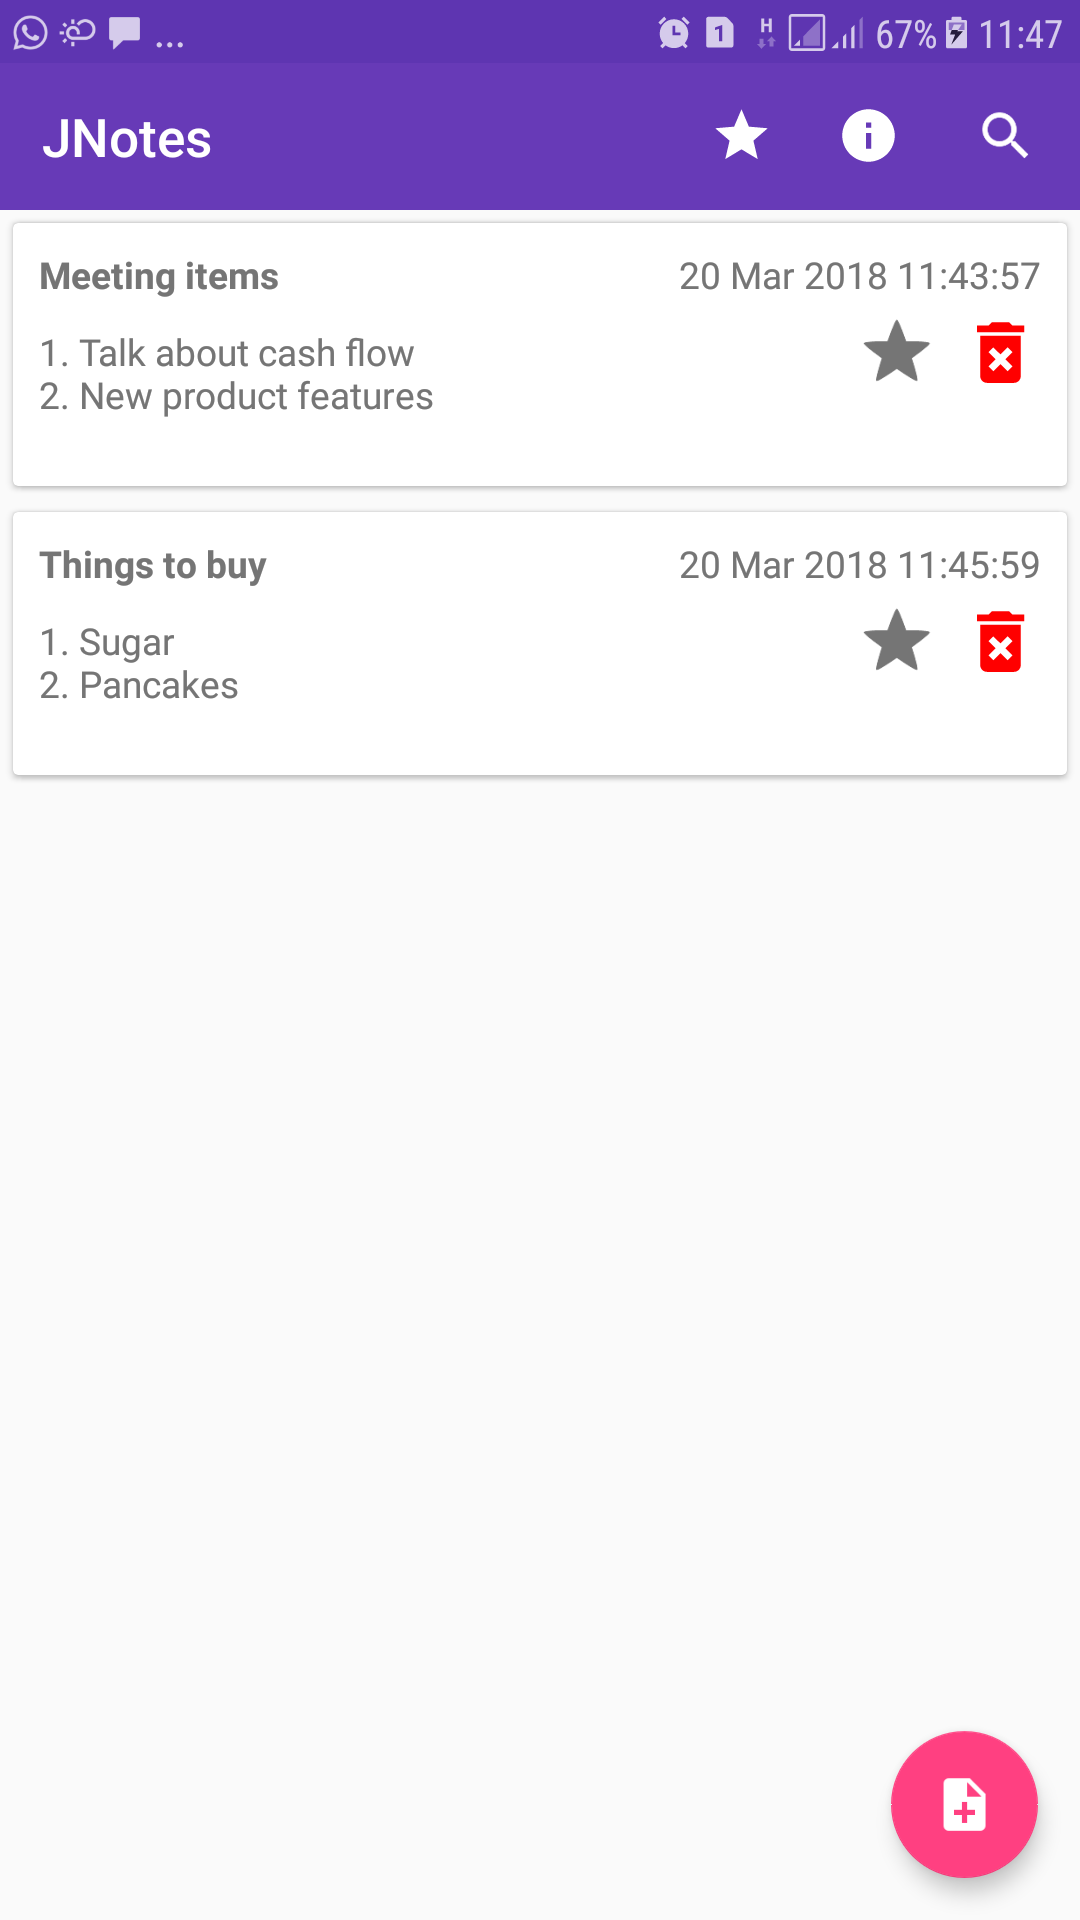 ... 1 H 67% 11:47
JNotes
Meeting items 20 Mar 2018 11:43:57
1. Talk about cash flow
2. New product features
Things to buy 20 Mar 2018 11:45:59
1. Sugar
2. Pancakes